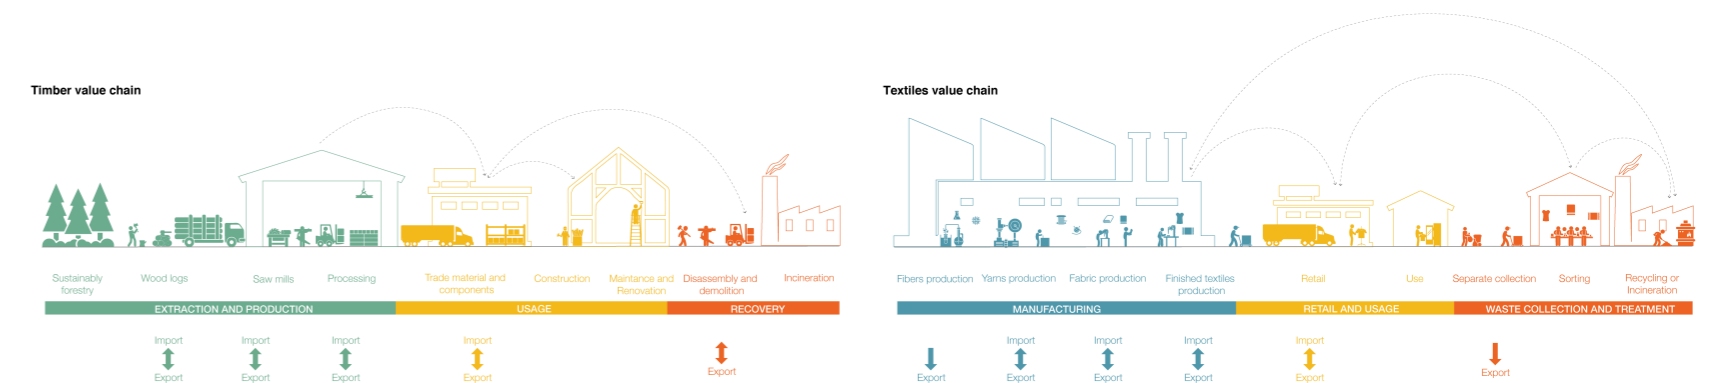 Timber value chain
Sustainably
forestry
Wood logs
Saw mills
Processing
Trade material and
components
Construction
Maintance and
Renovation
Disassembly and
demolition
Incineration
EXTRACTION AND PRODUCTION
USAGE
RECOVERY
Import
Export
Import
Export
Import
Export
Import
Export
Export
Textiles value chain
Fibers production
Yarns production
Fabric production
Finished textiles
production
Retail
Use
Separate collection
Sorting
Recycling or
Incineration
MANUFACTURING
RETAIL AND USAGE
WASTE COLLECTION AND TREATMENT
Export
Import
Export
Import
Export
Import
Export
Import
Export
Export